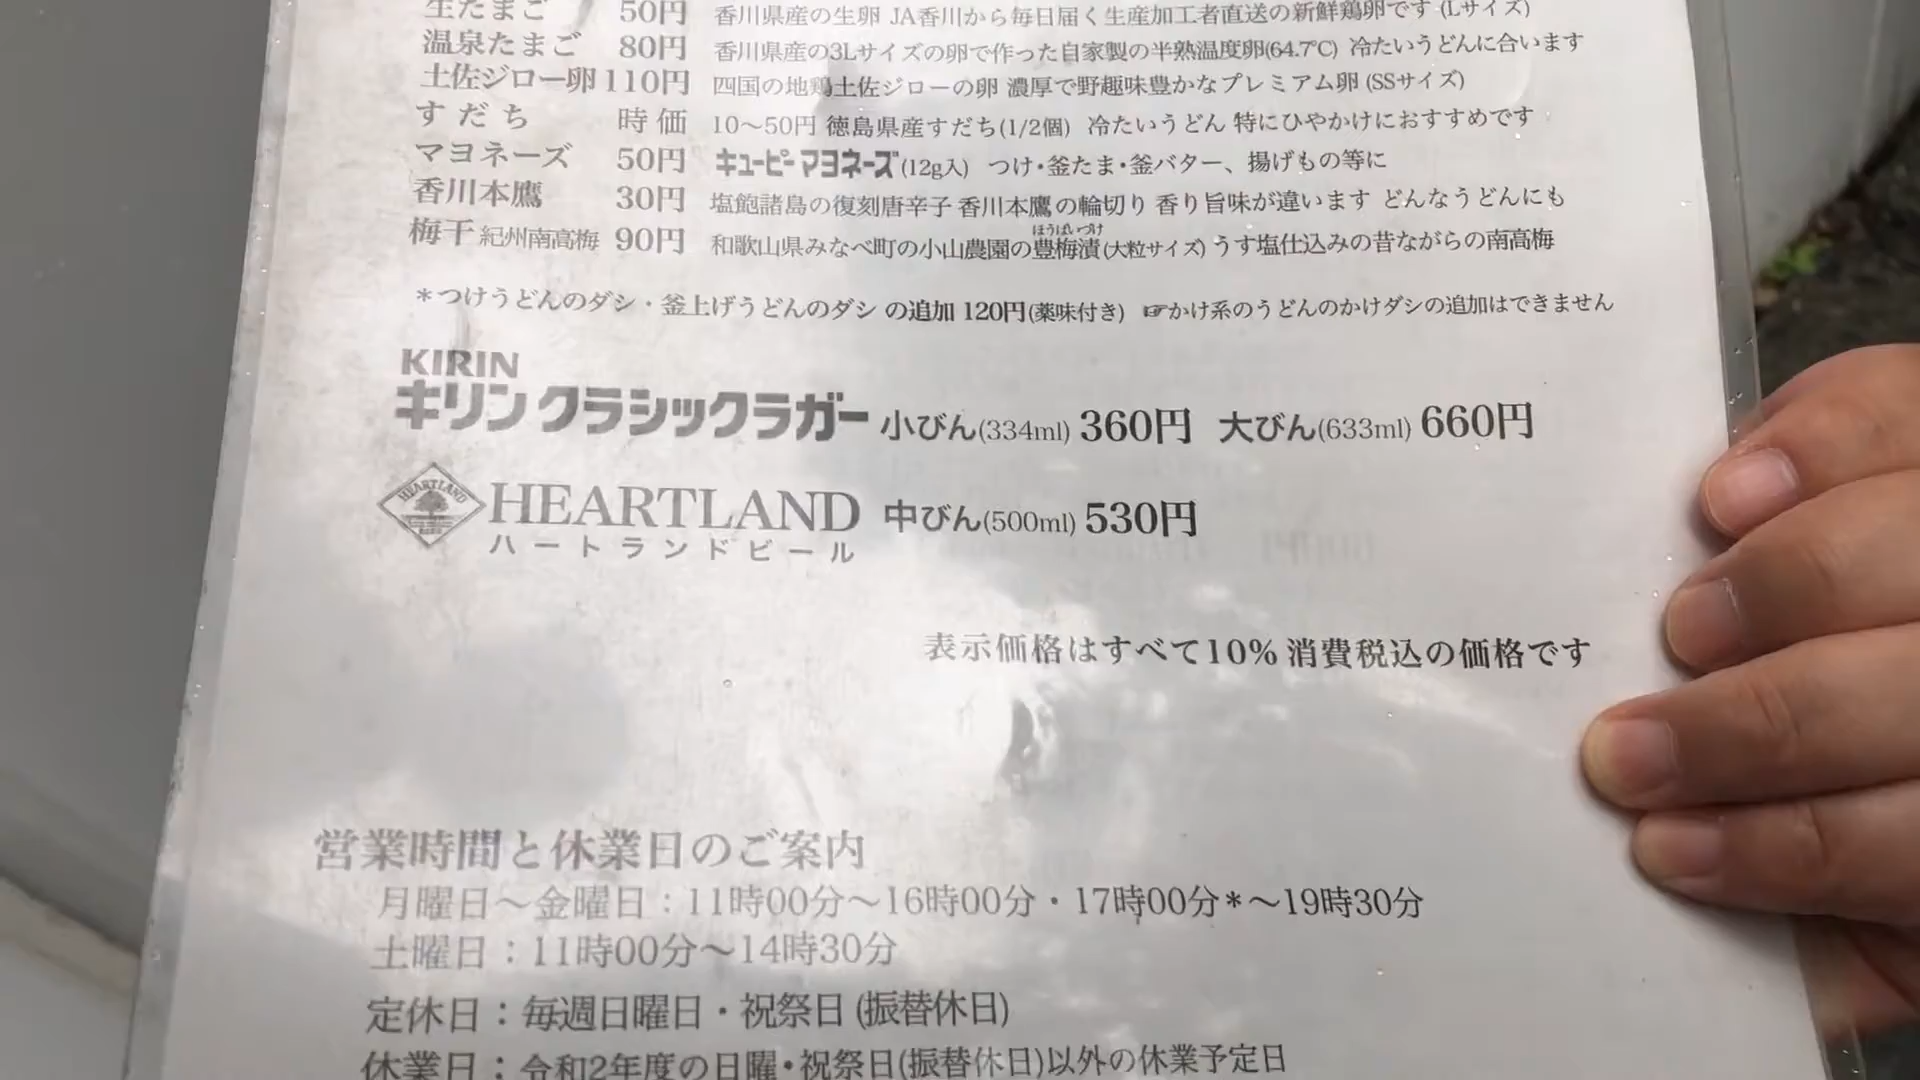 生たまご 50円 香川県産の生卵 JA香川から毎日届く生産加工者直送の新鮮鶏卵です (Lサイズ)
温泉たまご 80円 香川県産の3Lサイズの卵で作った自家製の半熟温度卵(64.7℃) 冷たいうどんに合います
土佐ジロー卵 110円 四国の地鶏土佐ジローの卵 濃厚で野趣味豊かなプレミアム卵 (SSサイズ)
すだち 時価 10〜50円 徳島県産すだち(1/2個) 冷たいうどん 特にひやかけにおすすめです
マヨネーズ 50円 キユーピー マヨネーズ(12g入) つけ・釜たま・釜バター、揚げもの等に
香川本鷹 30円 塩飽諸島の復刻唐辛子 香川本鷹の輪切り 香り旨味が違います どんなうどんにも
梅干 紀州南高梅 90円 和歌山県みなべ町の小山農園の豊梅漬(大粒サイズ) うす塩仕込みの昔ながらの南高梅
ほうばいづけ
*つけうどんのダシ・釜上げうどんのダシ の追加 120円(薬味付き) ☞かけ系のうどんのかけダシの追加はできません
KIRIN
キリン クラシックラガー 小びん(334ml) 360円 大びん(633ml) 660円
HEARTLAND
HEARTLAND 中びん(500ml) 530円
ハートランドビール
表示価格はすべて10% 消費税込の価格です
営業時間と休業日のご案内
月曜日〜金曜日：11時00分〜16時00分・17時00分*〜19時30分
土曜日：11時00分〜14時30分
定休日：毎週日曜日・祝祭日 (振替休日)
休業日：令和2年度の日曜・祝祭日(振替休日)以外の休業予定日